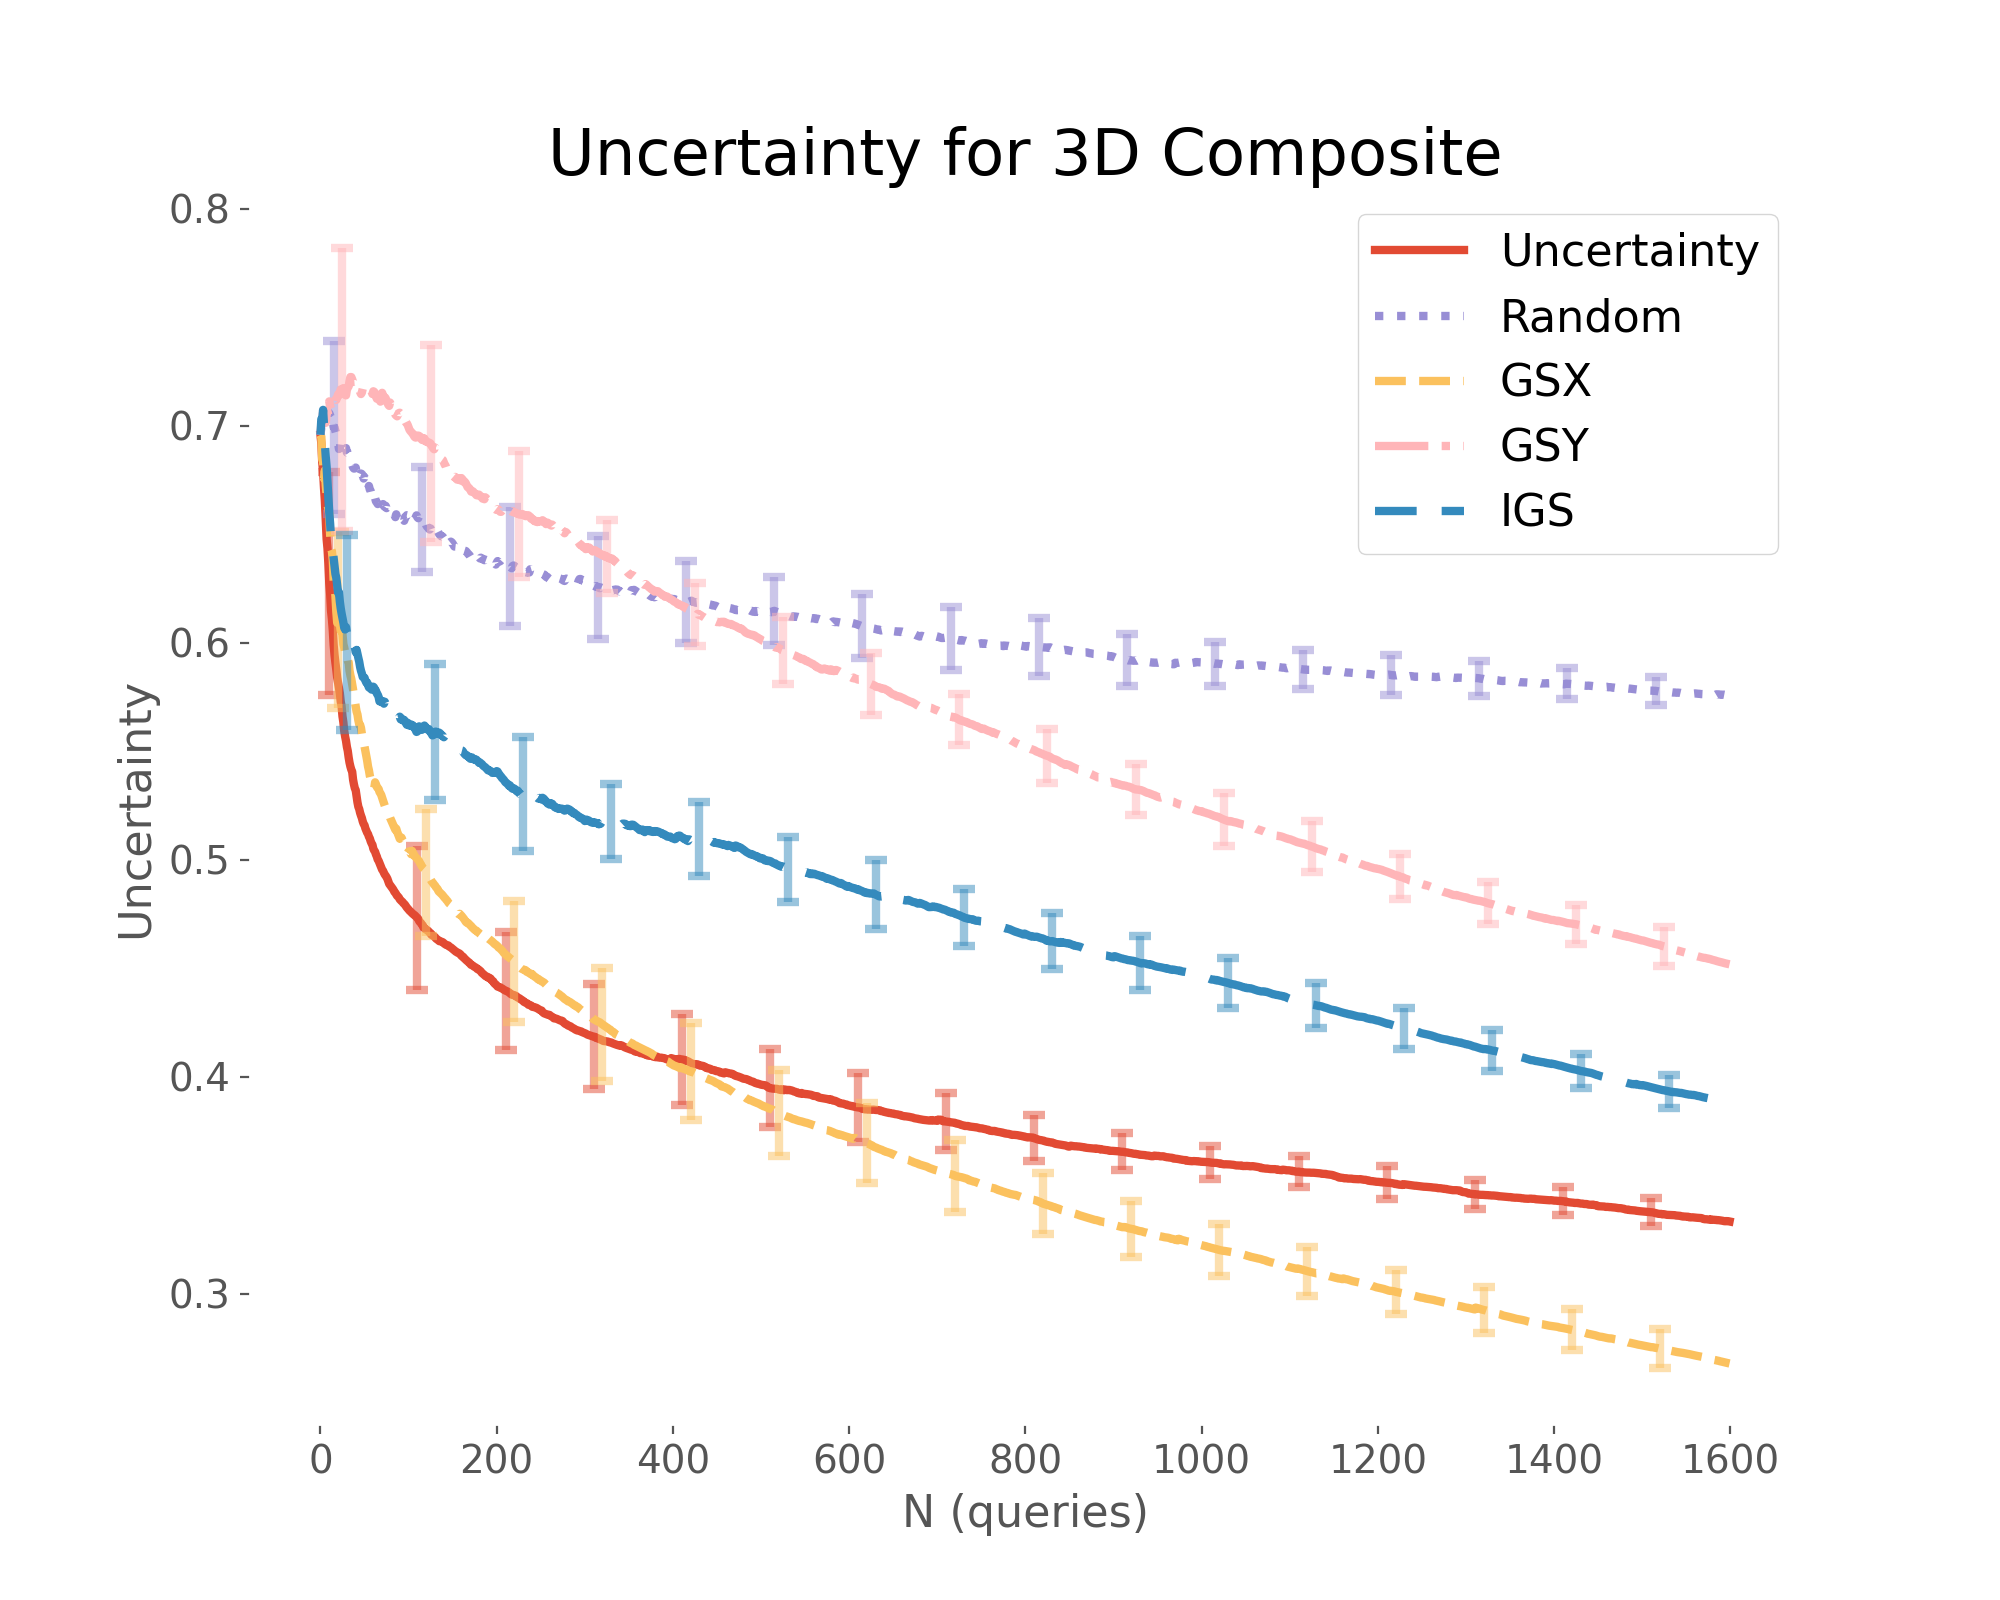 Uncertainty for 3D Composite
0.8
0.7
0.6
0.5
0.4
0.3
Uncertainty
Uncertainty
Random
GSX
GSY
IGS
0 200 400 600 800 1000 1200 1400 1600
N (queries)